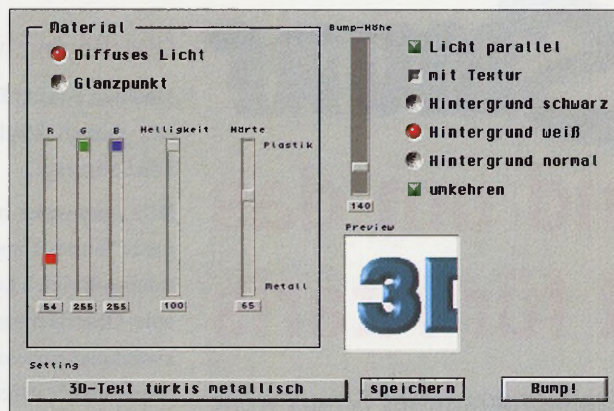 Material
Diffuses Licht
Glanzpunkt
R G B Helligkeit Härte
Plastik
Metall
54 255 255 100 65
Bump-Höhe
140
Licht parallel
mit Textur
Hintergrund schwarz
Hintergrund weiß
Hintergrund normal
umkehren
Preview
3D
Setting
3D-Text türkis metallisch
speichern
Bump!